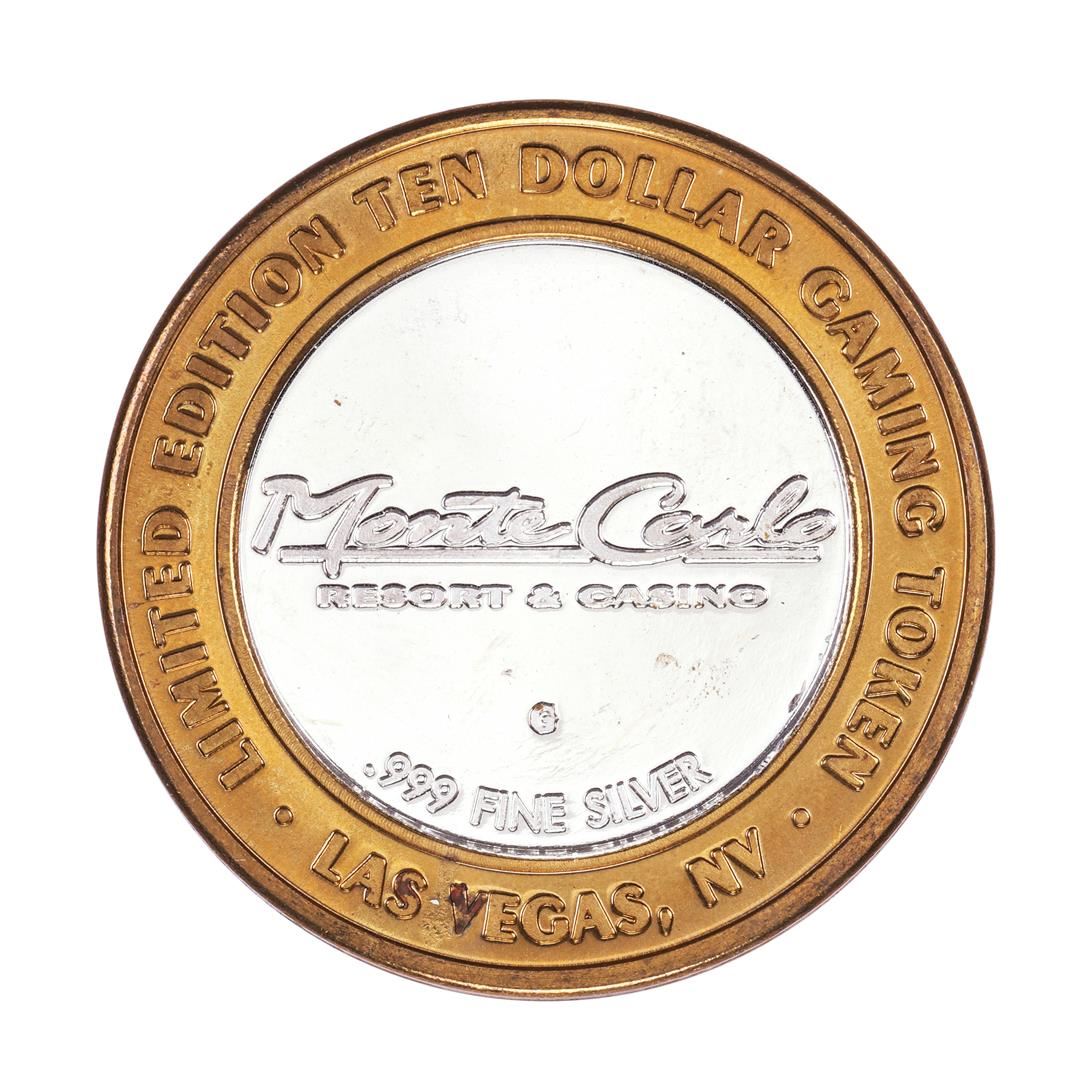 LIMITED EDITION TEN DOLLAR GAMING TOKEN
Monte Carlo
RESORT & CASINO
G
.999 FINE SILVER
• LAS VEGAS, NV •